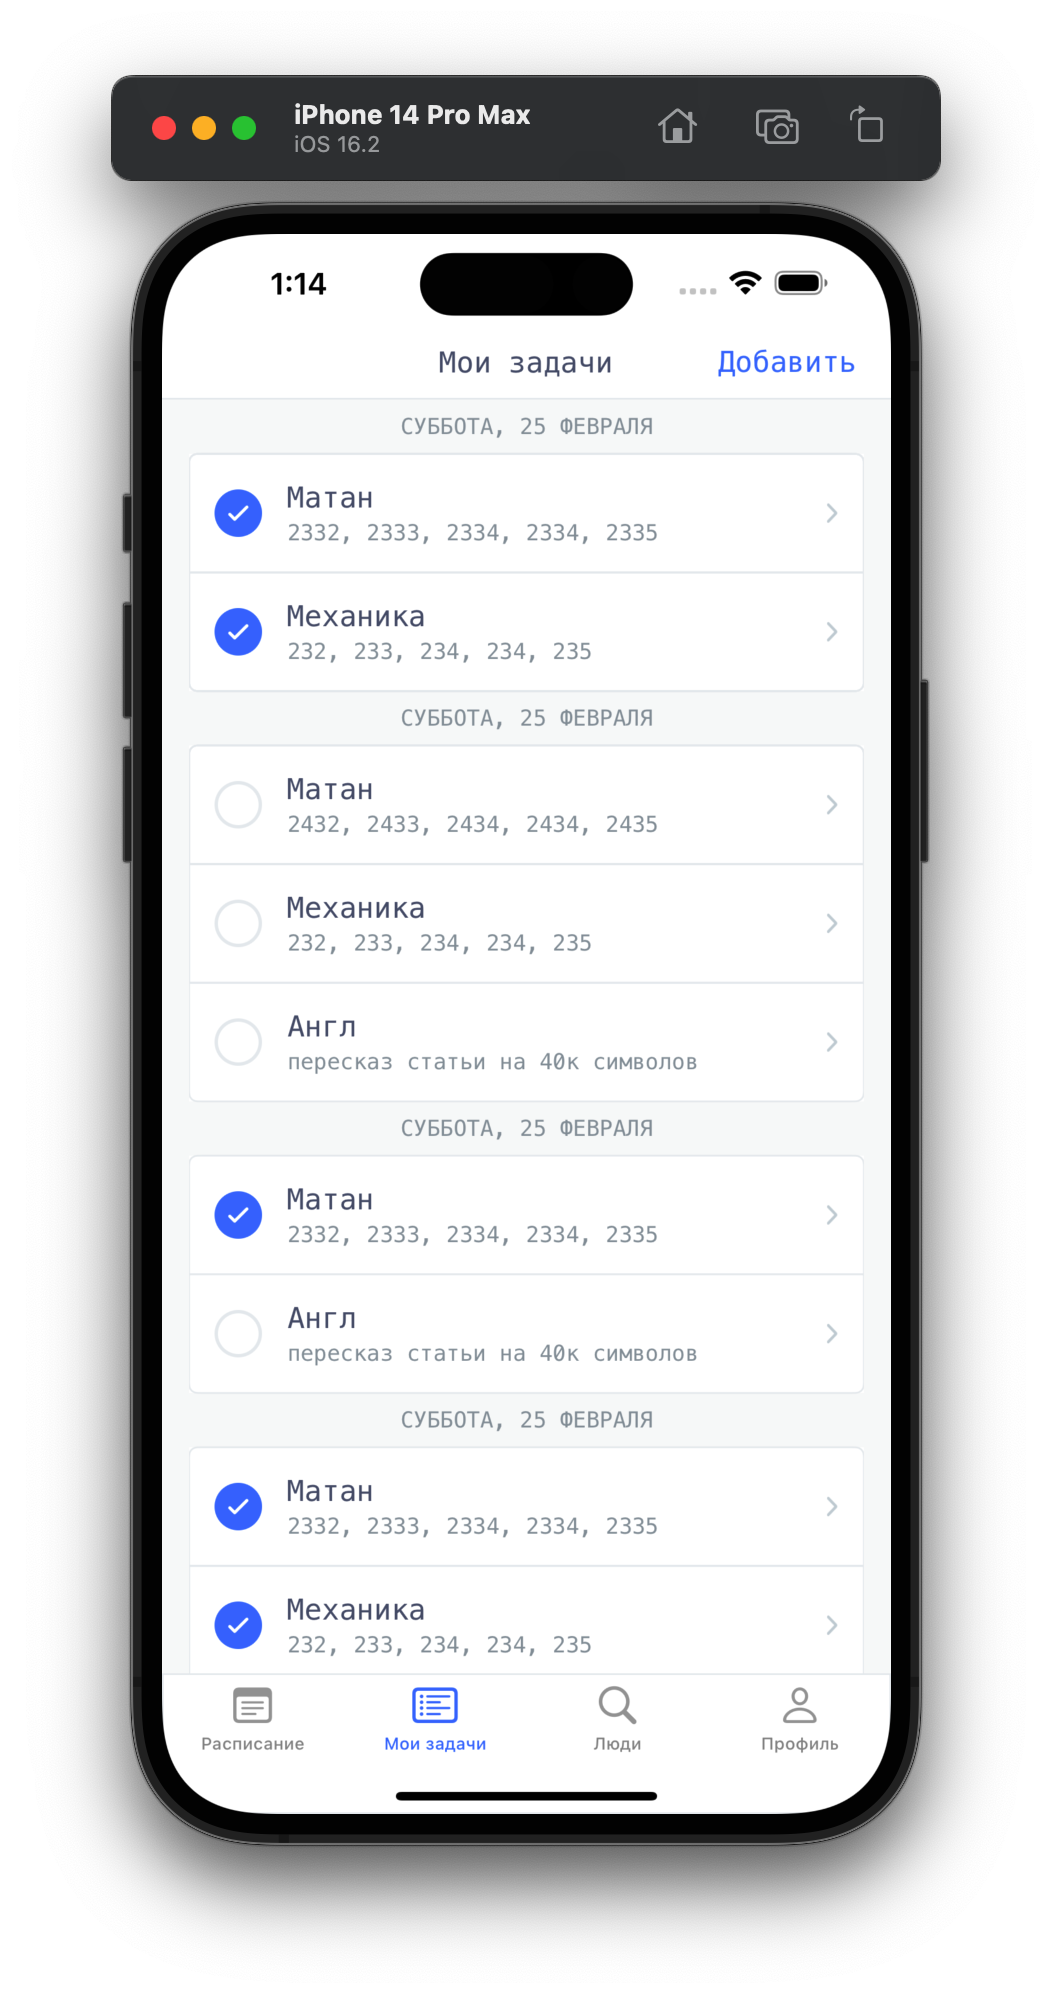 iPhone 14 Pro Max
iOS 16.2
1:14
Мои задачи
Добавить
СУББОТА, 25 ФЕВРАЛЯ
Матан
2332, 2333, 2334, 2334, 2335
Механика
232, 233, 234, 234, 235
СУББОТА, 25 ФЕВРАЛЯ
Матан
2432, 2433, 2434, 2434, 2435
Механика
232, 233, 234, 234, 235
Англ
пересказ статьи на 40к символов
СУББОТА, 25 ФЕВРАЛЯ
Матан
2332, 2333, 2334, 2334, 2335
Англ
пересказ статьи на 40к символов
СУББОТА, 25 ФЕВРАЛЯ
Матан
2332, 2333, 2334, 2334, 2335
Механика
232, 233, 234, 234, 235
Расписание
Мои задачи
Люди
Профиль